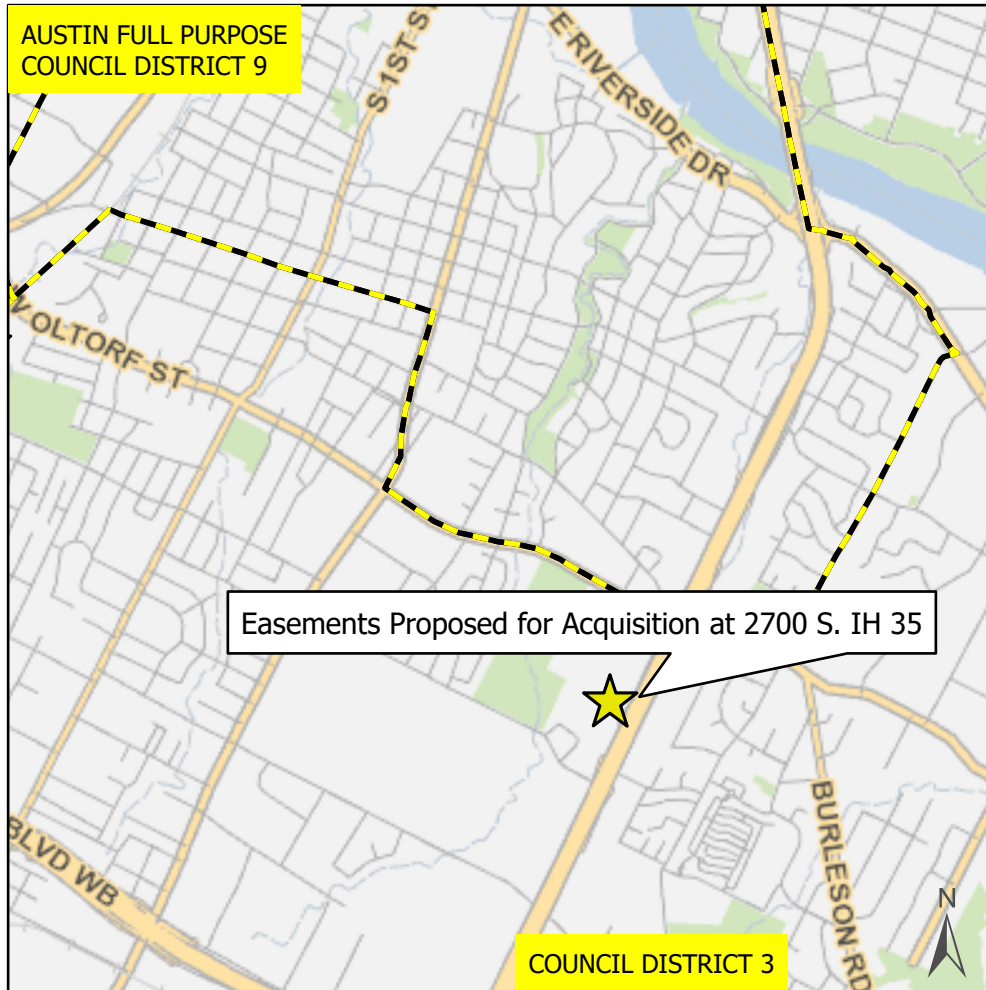 AUSTIN FULL PURPOSE
COUNCIL DISTRICT 9
S 1ST S
E RIVERSIDE DR
W OLTORF ST
Easements Proposed for Acquisition at 2700 S. IH 35
BURLESON RD
BLVD WB
N
COUNCIL DISTRICT 3